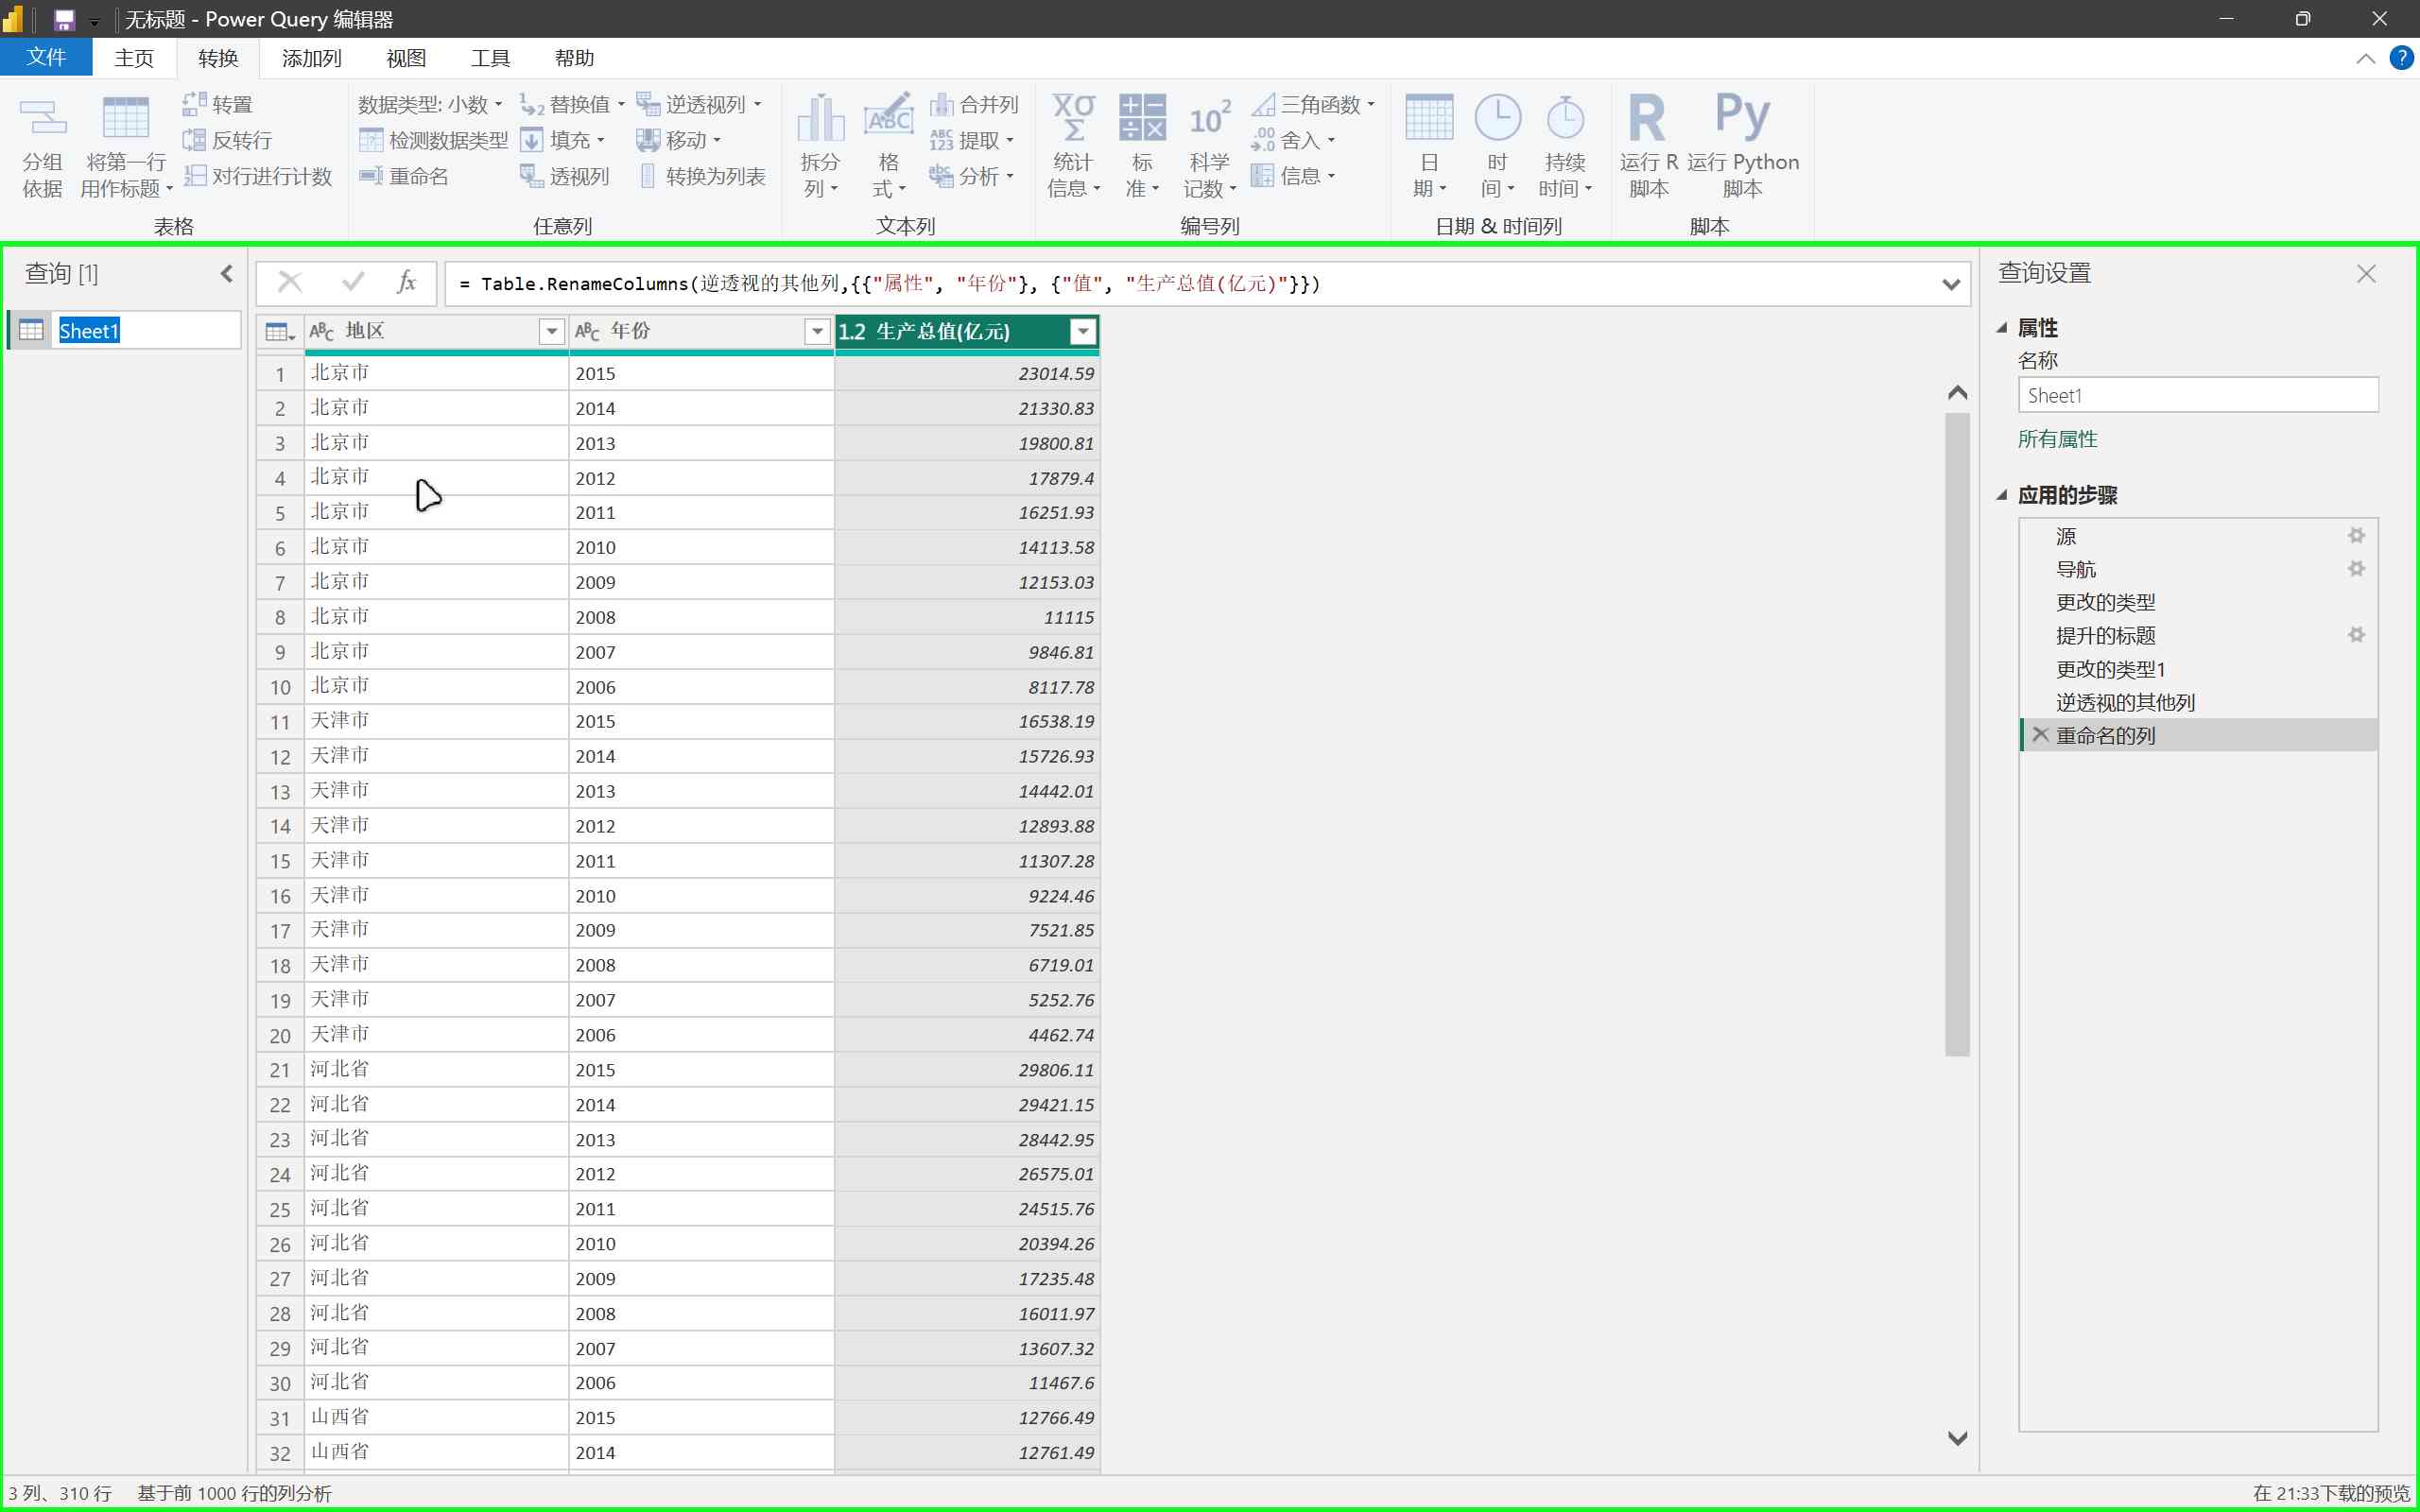 无标题 - Power Query 编辑器
文件 主页 转换 添加列 视图 工具 帮助
分组依据
将第一行用作标题
转置
反转行
对行进行计数
表格
数据类型: 小数
检测数据类型
重命名
替换值
填充
透视列
逆透视列
移动
转换为列表
任意列
拆分列
格式
合并列
提取
分析
文本列
统计信息
标准
科学记数
三角函数
舍入
信息
编号列
日期
时间
持续时间
日期 & 时间列
运行 R 脚本
运行 Python 脚本
脚本
查询 [1]
Sheet1
= Table.RenameColumns(逆透视的其他列,{{"属性", "年份"}, {"值", "生产总值(亿元)"}})
地区 年份 1.2 生产总值(亿元)
1 北京市 2015 23014.59
2 北京市 2014 21330.83
3 北京市 2013 19800.81
4 北京市 2012 17879.4
5 北京市 2011 16251.93
6 北京市 2010 14113.58
7 北京市 2009 12153.03
8 北京市 2008 11115
9 北京市 2007 9846.81
10 北京市 2006 8117.78
11 天津市 2015 16538.19
12 天津市 2014 15726.93
13 天津市 2013 14442.01
14 天津市 2012 12893.88
15 天津市 2011 11307.28
16 天津市 2010 9224.46
17 天津市 2009 7521.85
18 天津市 2008 6719.01
19 天津市 2007 5252.76
20 天津市 2006 4462.74
21 河北省 2015 29806.11
22 河北省 2014 29421.15
23 河北省 2013 28442.95
24 河北省 2012 26575.01
25 河北省 2011 24515.76
26 河北省 2010 20394.26
27 河北省 2009 17235.48
28 河北省 2008 16011.97
29 河北省 2007 13607.32
30 河北省 2006 11467.6
31 山西省 2015 12766.49
32 山西省 2014 12761.49
查询设置
属性
名称
Sheet1
所有属性
应用的步骤
源
导航
更改的类型
提升的标题
更改的类型1
逆透视的其他列
重命名的列
3 列、310 行 基于前 1000 行的列分析
在 21:33下载的预览